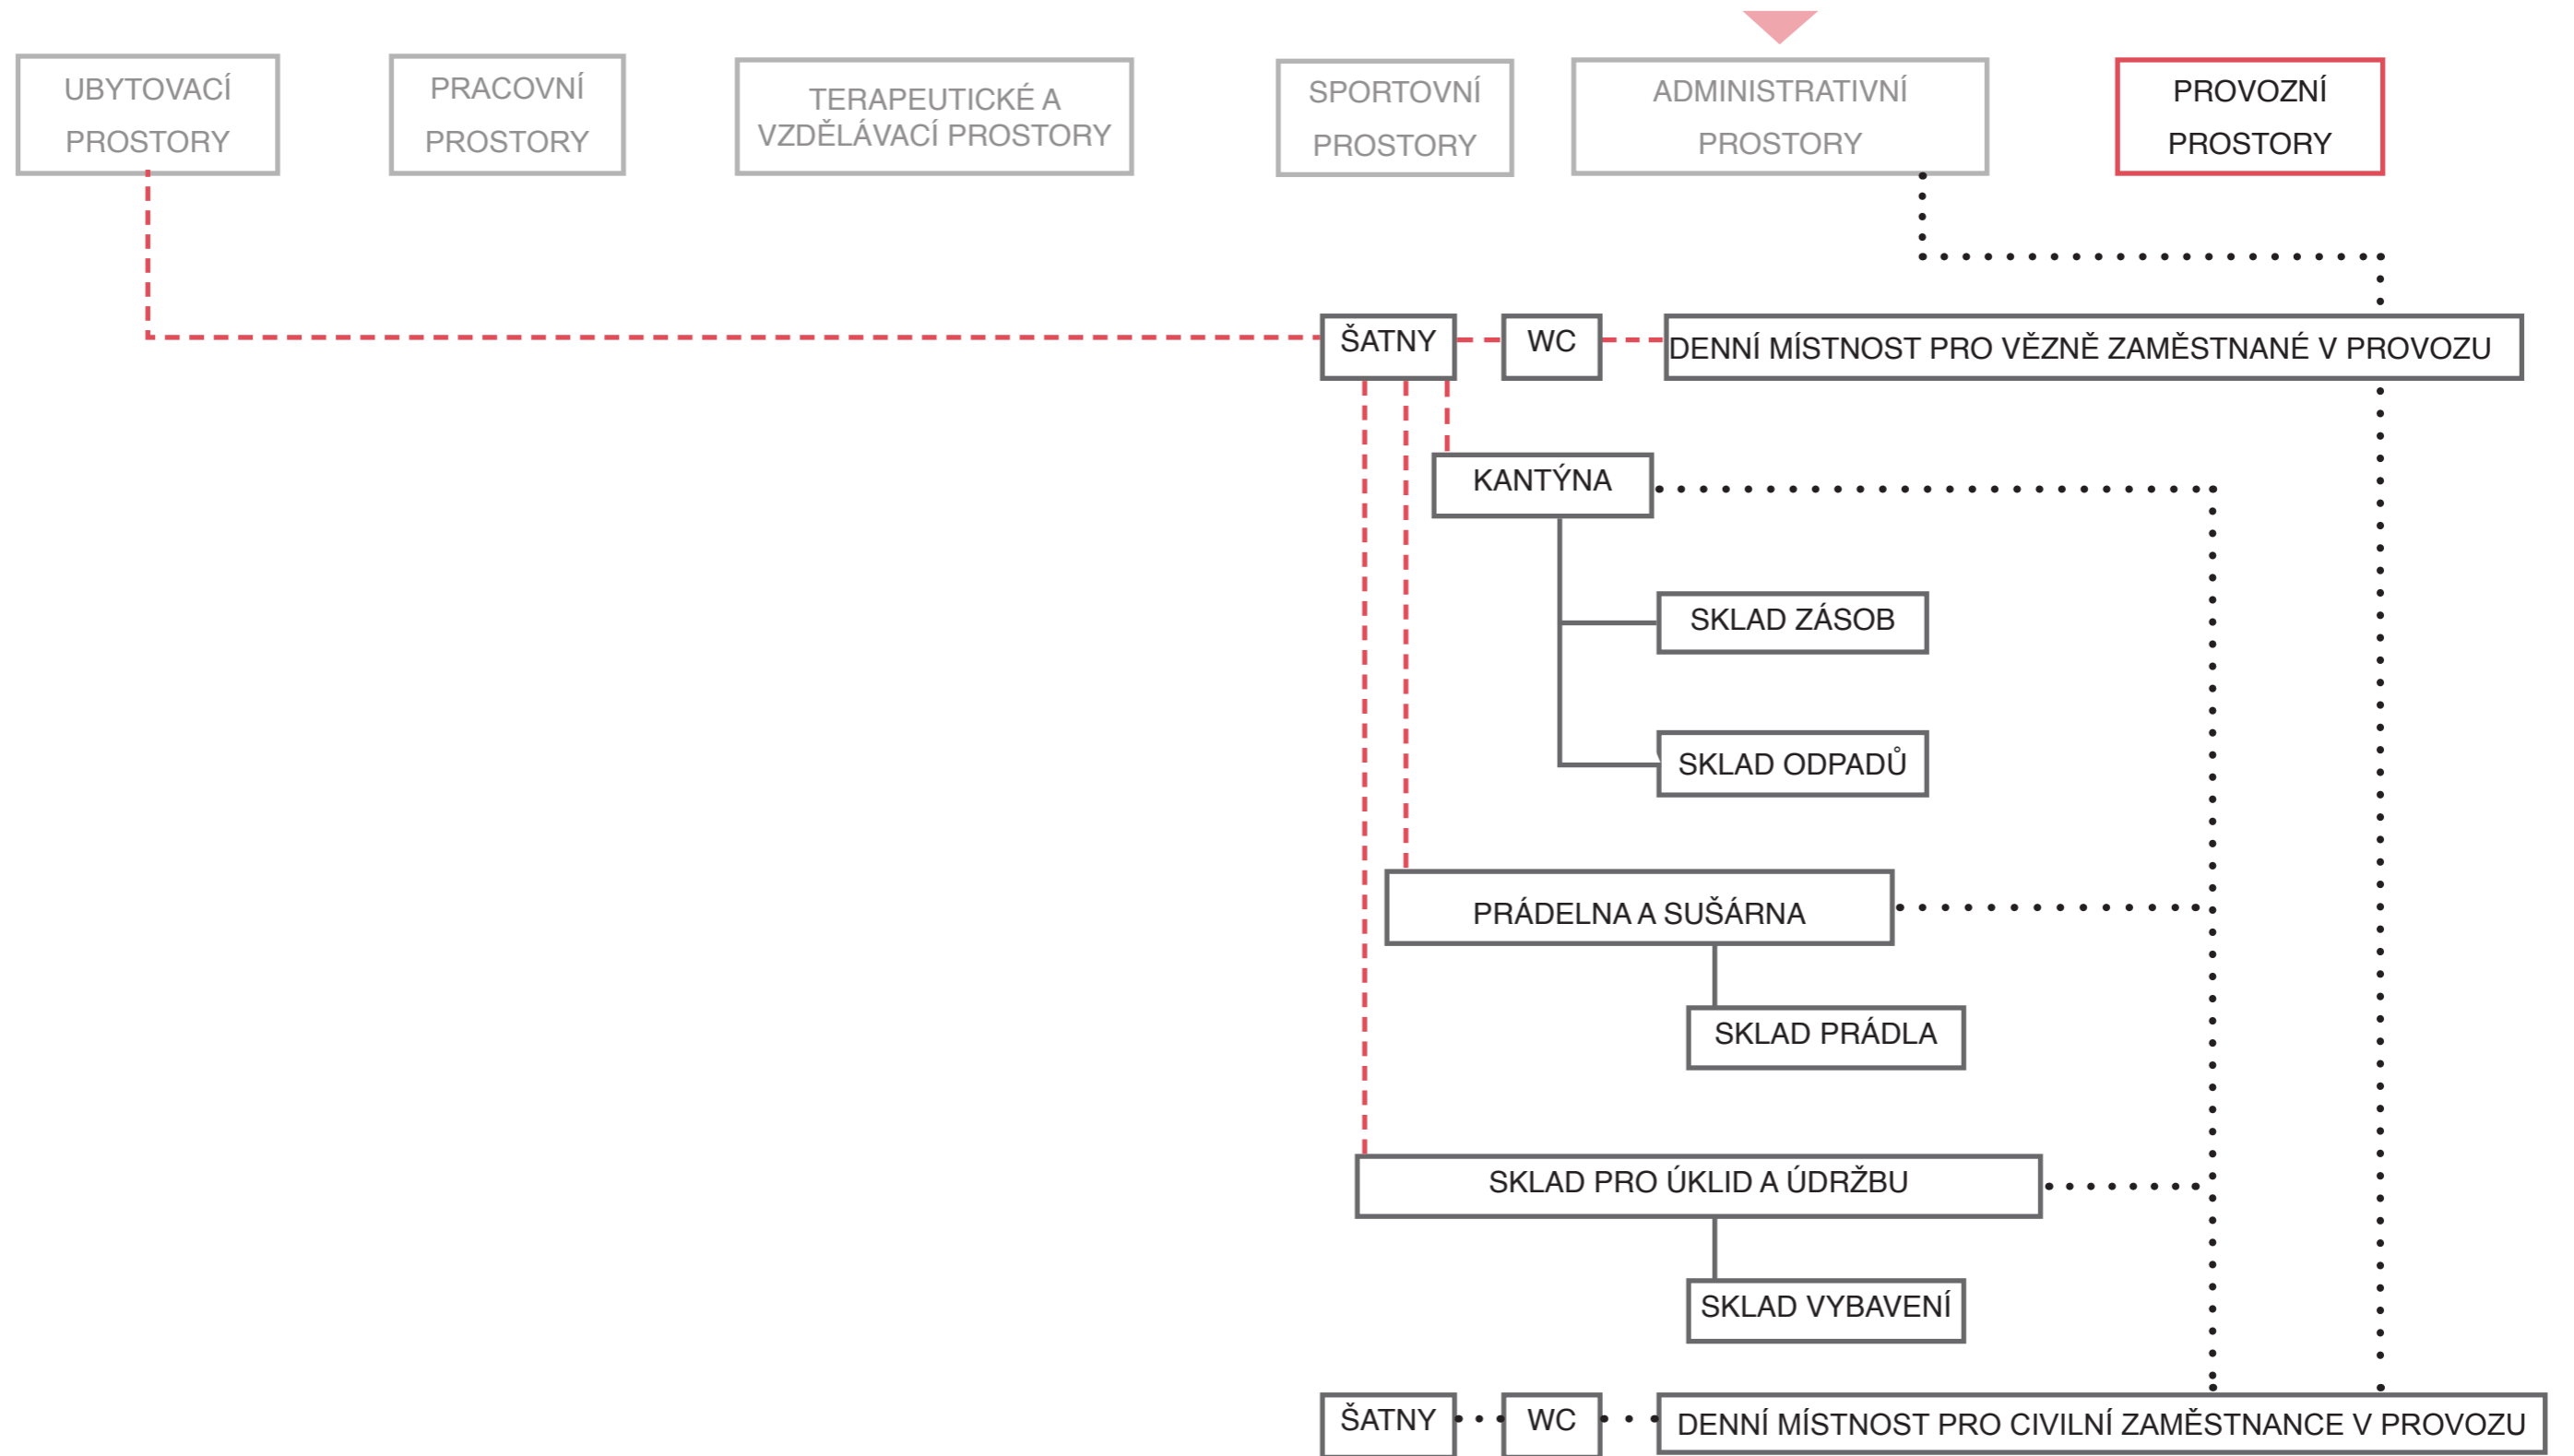 UBYTOVACÍ
PROSTORY
PRACOVNÍ
PROSTORY
TERAPEUTICKÉ A
VZDĚLÁVACÍ PROSTORY
SPORTOVNÍ
PROSTORY
ADMINISTRATIVNÍ
PROSTORY
PROVOZNÍ
PROSTORY
ŠATNY
WC
DENNÍ MÍSTNOST PRO VĚZNĚ ZAMĚSTNANÉ V PROVOZU
KANTÝNA
SKLAD ZÁSOB
SKLAD ODPADŮ
PRÁDELNA A SUŠÁRNA
SKLAD PRÁDLA
SKLAD PRO ÚKLID A ÚDRŽBU
SKLAD VYBAVENÍ
ŠATNY
WC
DENNÍ MÍSTNOST PRO CIVILNÍ ZAMĚSTNANCE V PROVOZU